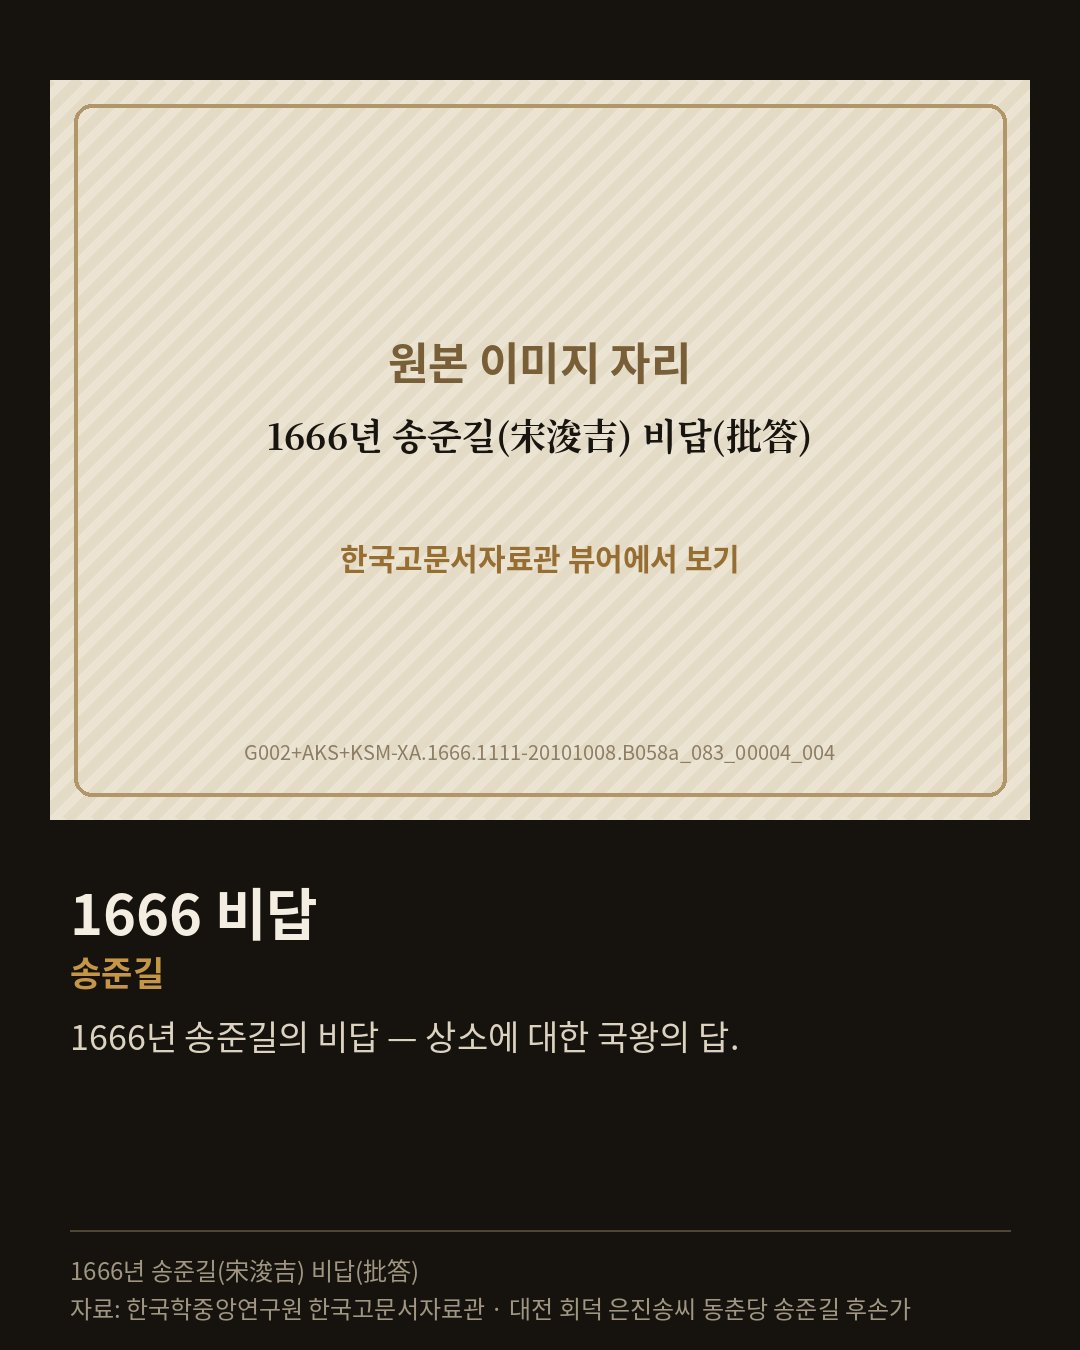 원본 이미지 자리
1666년 송준길(宋浚吉) 비답(批答)
한국고문서자료관 뷰어에서 보기
G002+AKS+KSM-XA.1666.1111-20101008.B058a_083_00004_004
1666 비답
송준길
1666년 송준길의 비답 — 상소에 대한 국왕의 답.
1666년 송준길(宋浚吉) 비답(批答)
자료: 한국학중앙연구원 한국고문서자료관 · 대전 회덕 은진송씨 동춘당 송준길 후손가